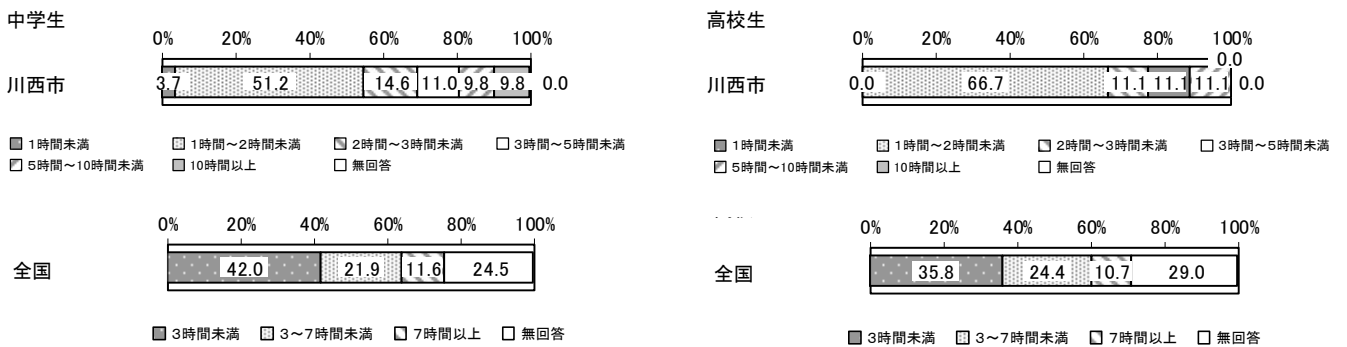 中学生
0% 20% 40% 60% 80% 100%
川西市 3.7 51.2 14.6 11.0 9.8 9.8 0.0
1時間未満 1時間～2時間未満 2時間～3時間未満 3時間～5時間未満
5時間～10時間未満 10時間以上 無回答
0% 20% 40% 60% 80% 100%
全国 42.0 21.9 11.6 24.5
3時間未満 3～7時間未満 7時間以上 無回答
高校生
0% 20% 40% 60% 80% 100%
0.0
川西市 0.0 66.7 11.1 11.1 11.1 0.0
1時間未満 1時間～2時間未満 2時間～3時間未満 3時間～5時間未満
5時間～10時間未満 10時間以上 無回答
0% 20% 40% 60% 80% 100%
全国 35.8 24.4 10.7 29.0
3時間未満 3～7時間未満 7時間以上 無回答